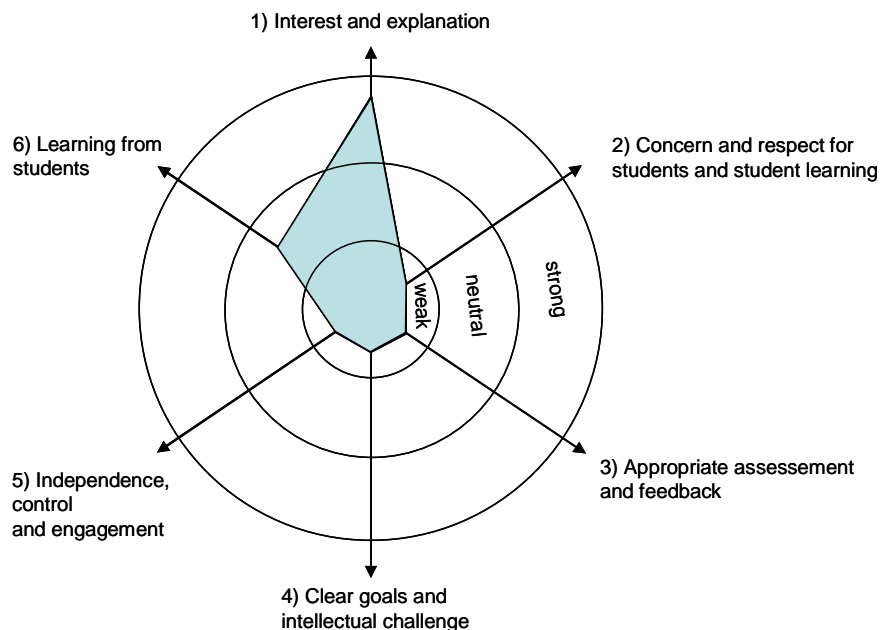 1) Interest and explanation
6) Learning from
students
2) Concern and respect for
students and student learning
weak
neutral
strong
5) Independence,
control
and engagement
3) Appropriate assessment
and feedback
4) Clear goals and
intellectual challenge